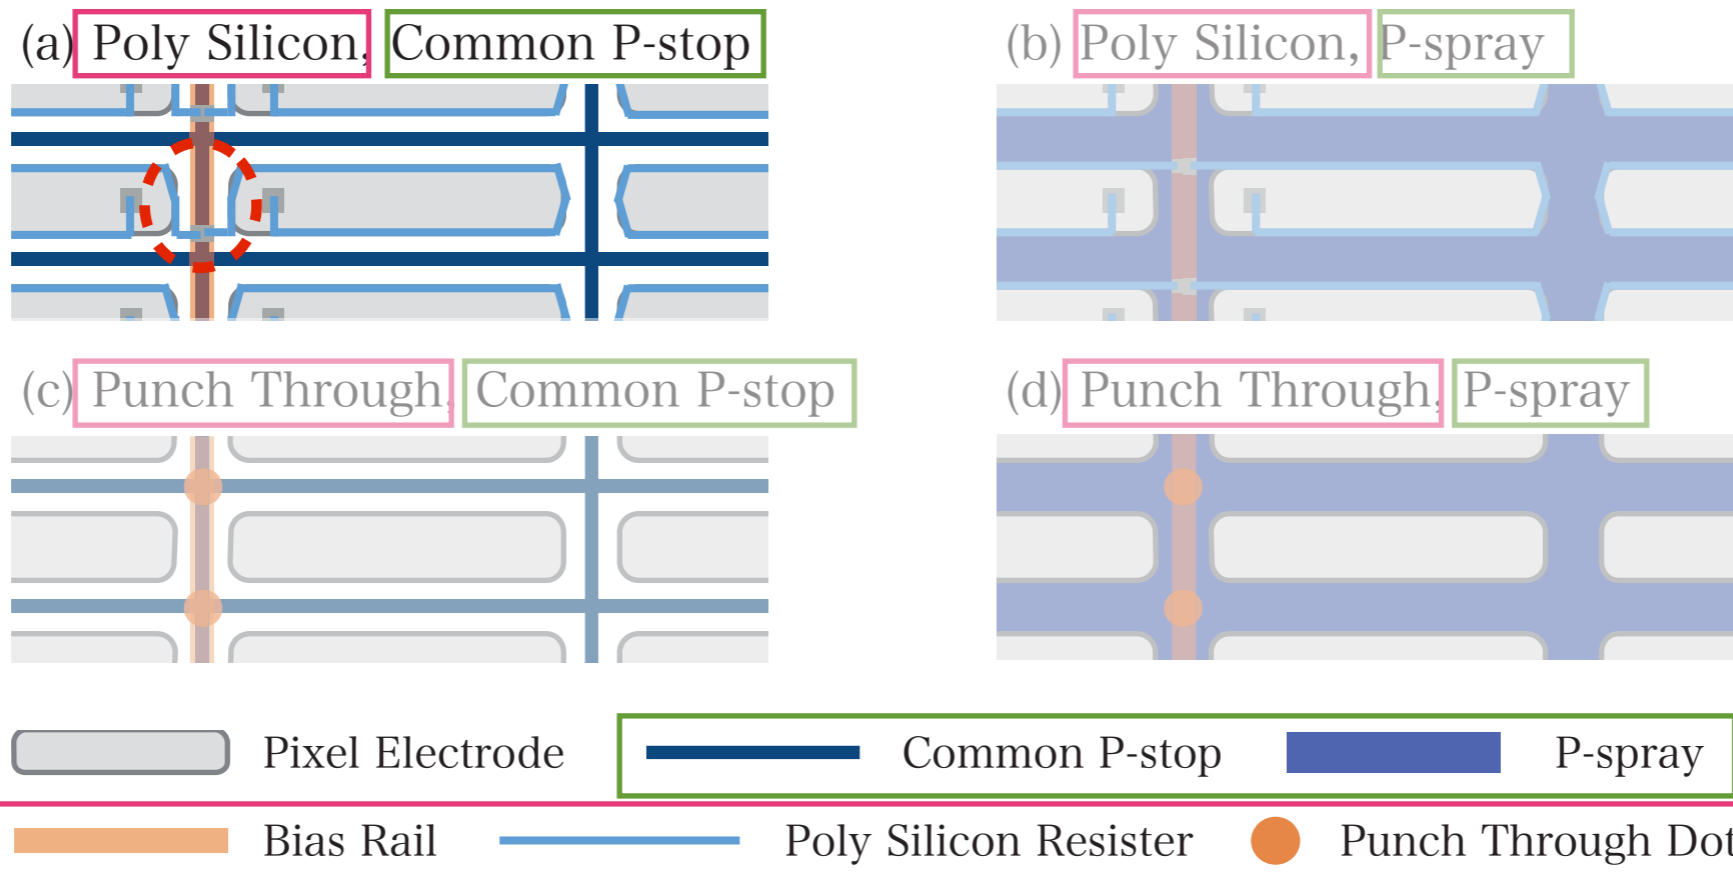 (a) Poly Silicon, Common P-stop
(b) Poly Silicon, P-spray
(c) Punch Through, Common P-stop
(d) Punch Through, P-spray
Pixel Electrode Common P-stop P-spray
Bias Rail Poly Silicon Resister Punch Through Dot